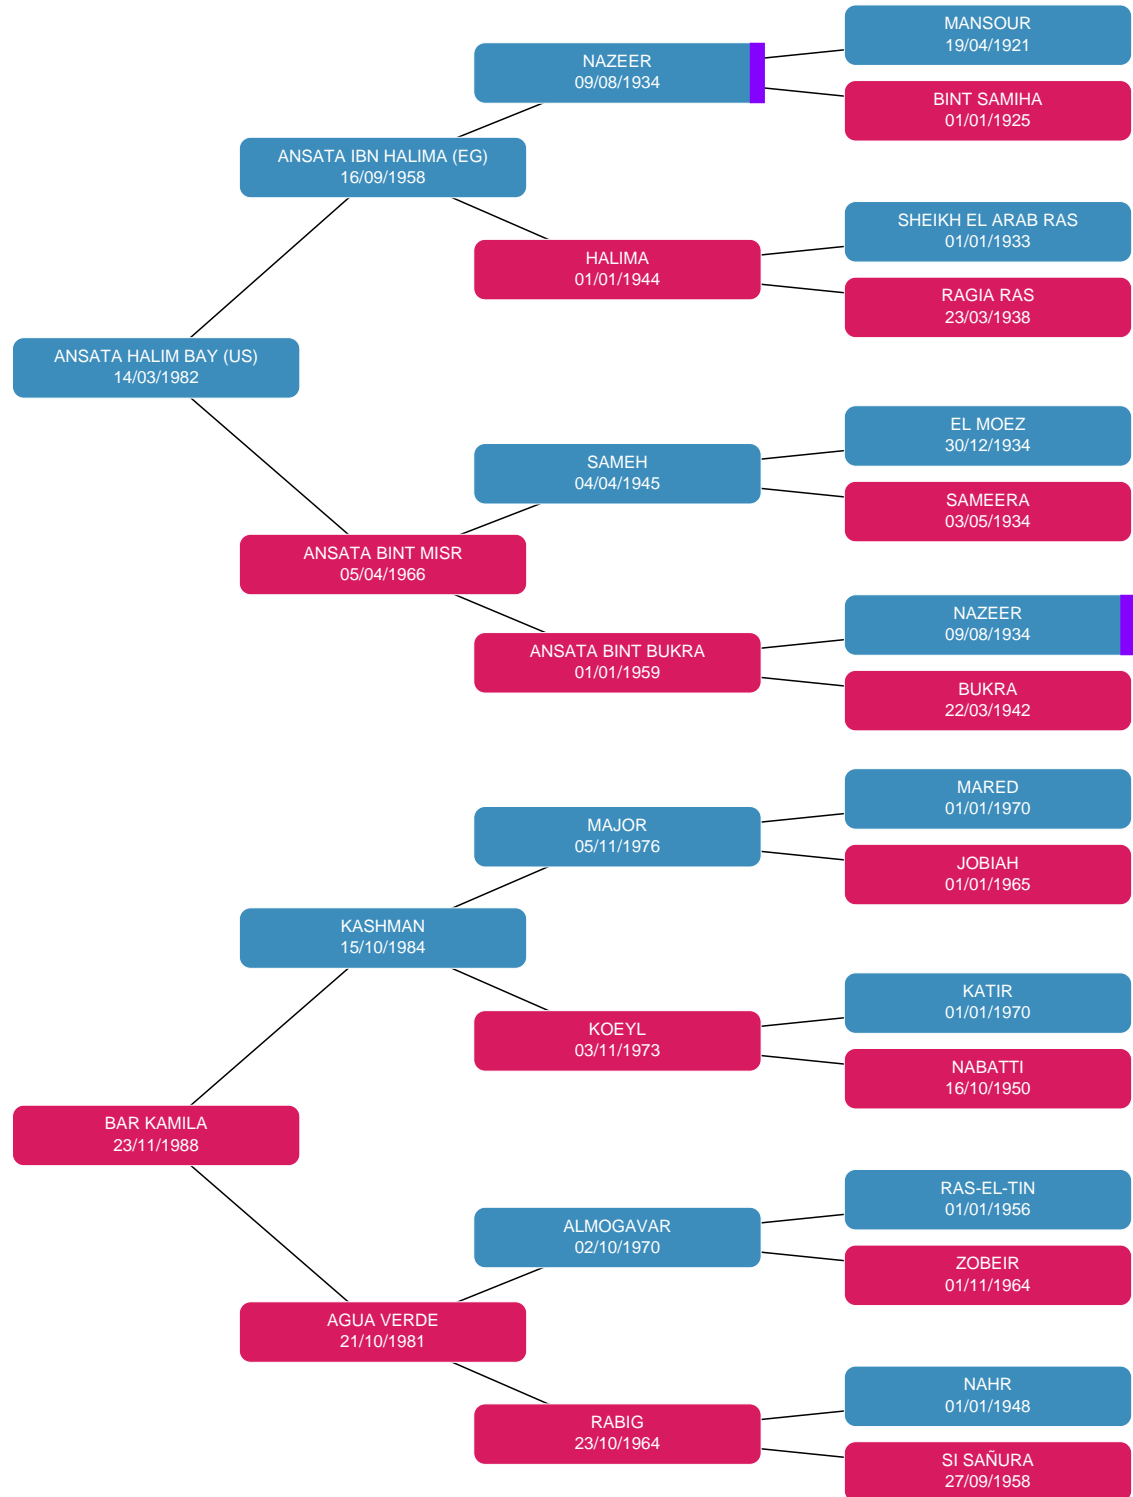 MANSOUR
19/04/1921
NAZEER
09/08/1934
BINT SAMIHA
01/01/1925
ANSATA IBN HALIMA (EG)
16/09/1958
SHEIKH EL ARAB RAS
01/01/1933
HALIMA
01/01/1944
RAGIA RAS
23/03/1938
ANSATA HALIM BAY (US)
14/03/1982
EL MOEZ
30/12/1934
SAMEH
04/04/1945
SAMEERA
03/05/1934
ANSATA BINT MISR
05/04/1966
NAZEER
09/08/1934
ANSATA BINT BUKRA
01/01/1959
BUKRA
22/03/1942
MARED
01/01/1970
MAJOR
05/11/1976
JOBIAH
01/01/1965
KASHMAN
15/10/1984
KATIR
01/01/1970
KOEYL
03/11/1973
NABATTI
16/10/1950
BAR KAMILA
23/11/1988
RAS-EL-TIN
01/01/1956
ALMOGAVAR
02/10/1970
ZOBEIR
01/11/1964
AGUA VERDE
21/10/1981
NAHR
01/01/1948
RABIG
23/10/1964
SI SAÑURA
27/09/1958